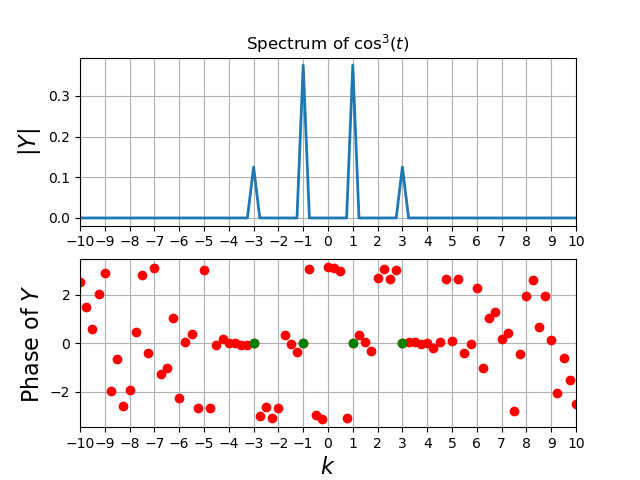 Spectrum of cos³(t)
|Y|
0.3
0.2
0.1
0.0
−10 −9 −8 −7 −6 −5 −4 −3 −2 −1 0 1 2 3 4 5 6 7 8 9 10
Phase of Y
2
0
−2
−10 −9 −8 −7 −6 −5 −4 −3 −2 −1 0 1 2 3 4 5 6 7 8 9 10
k